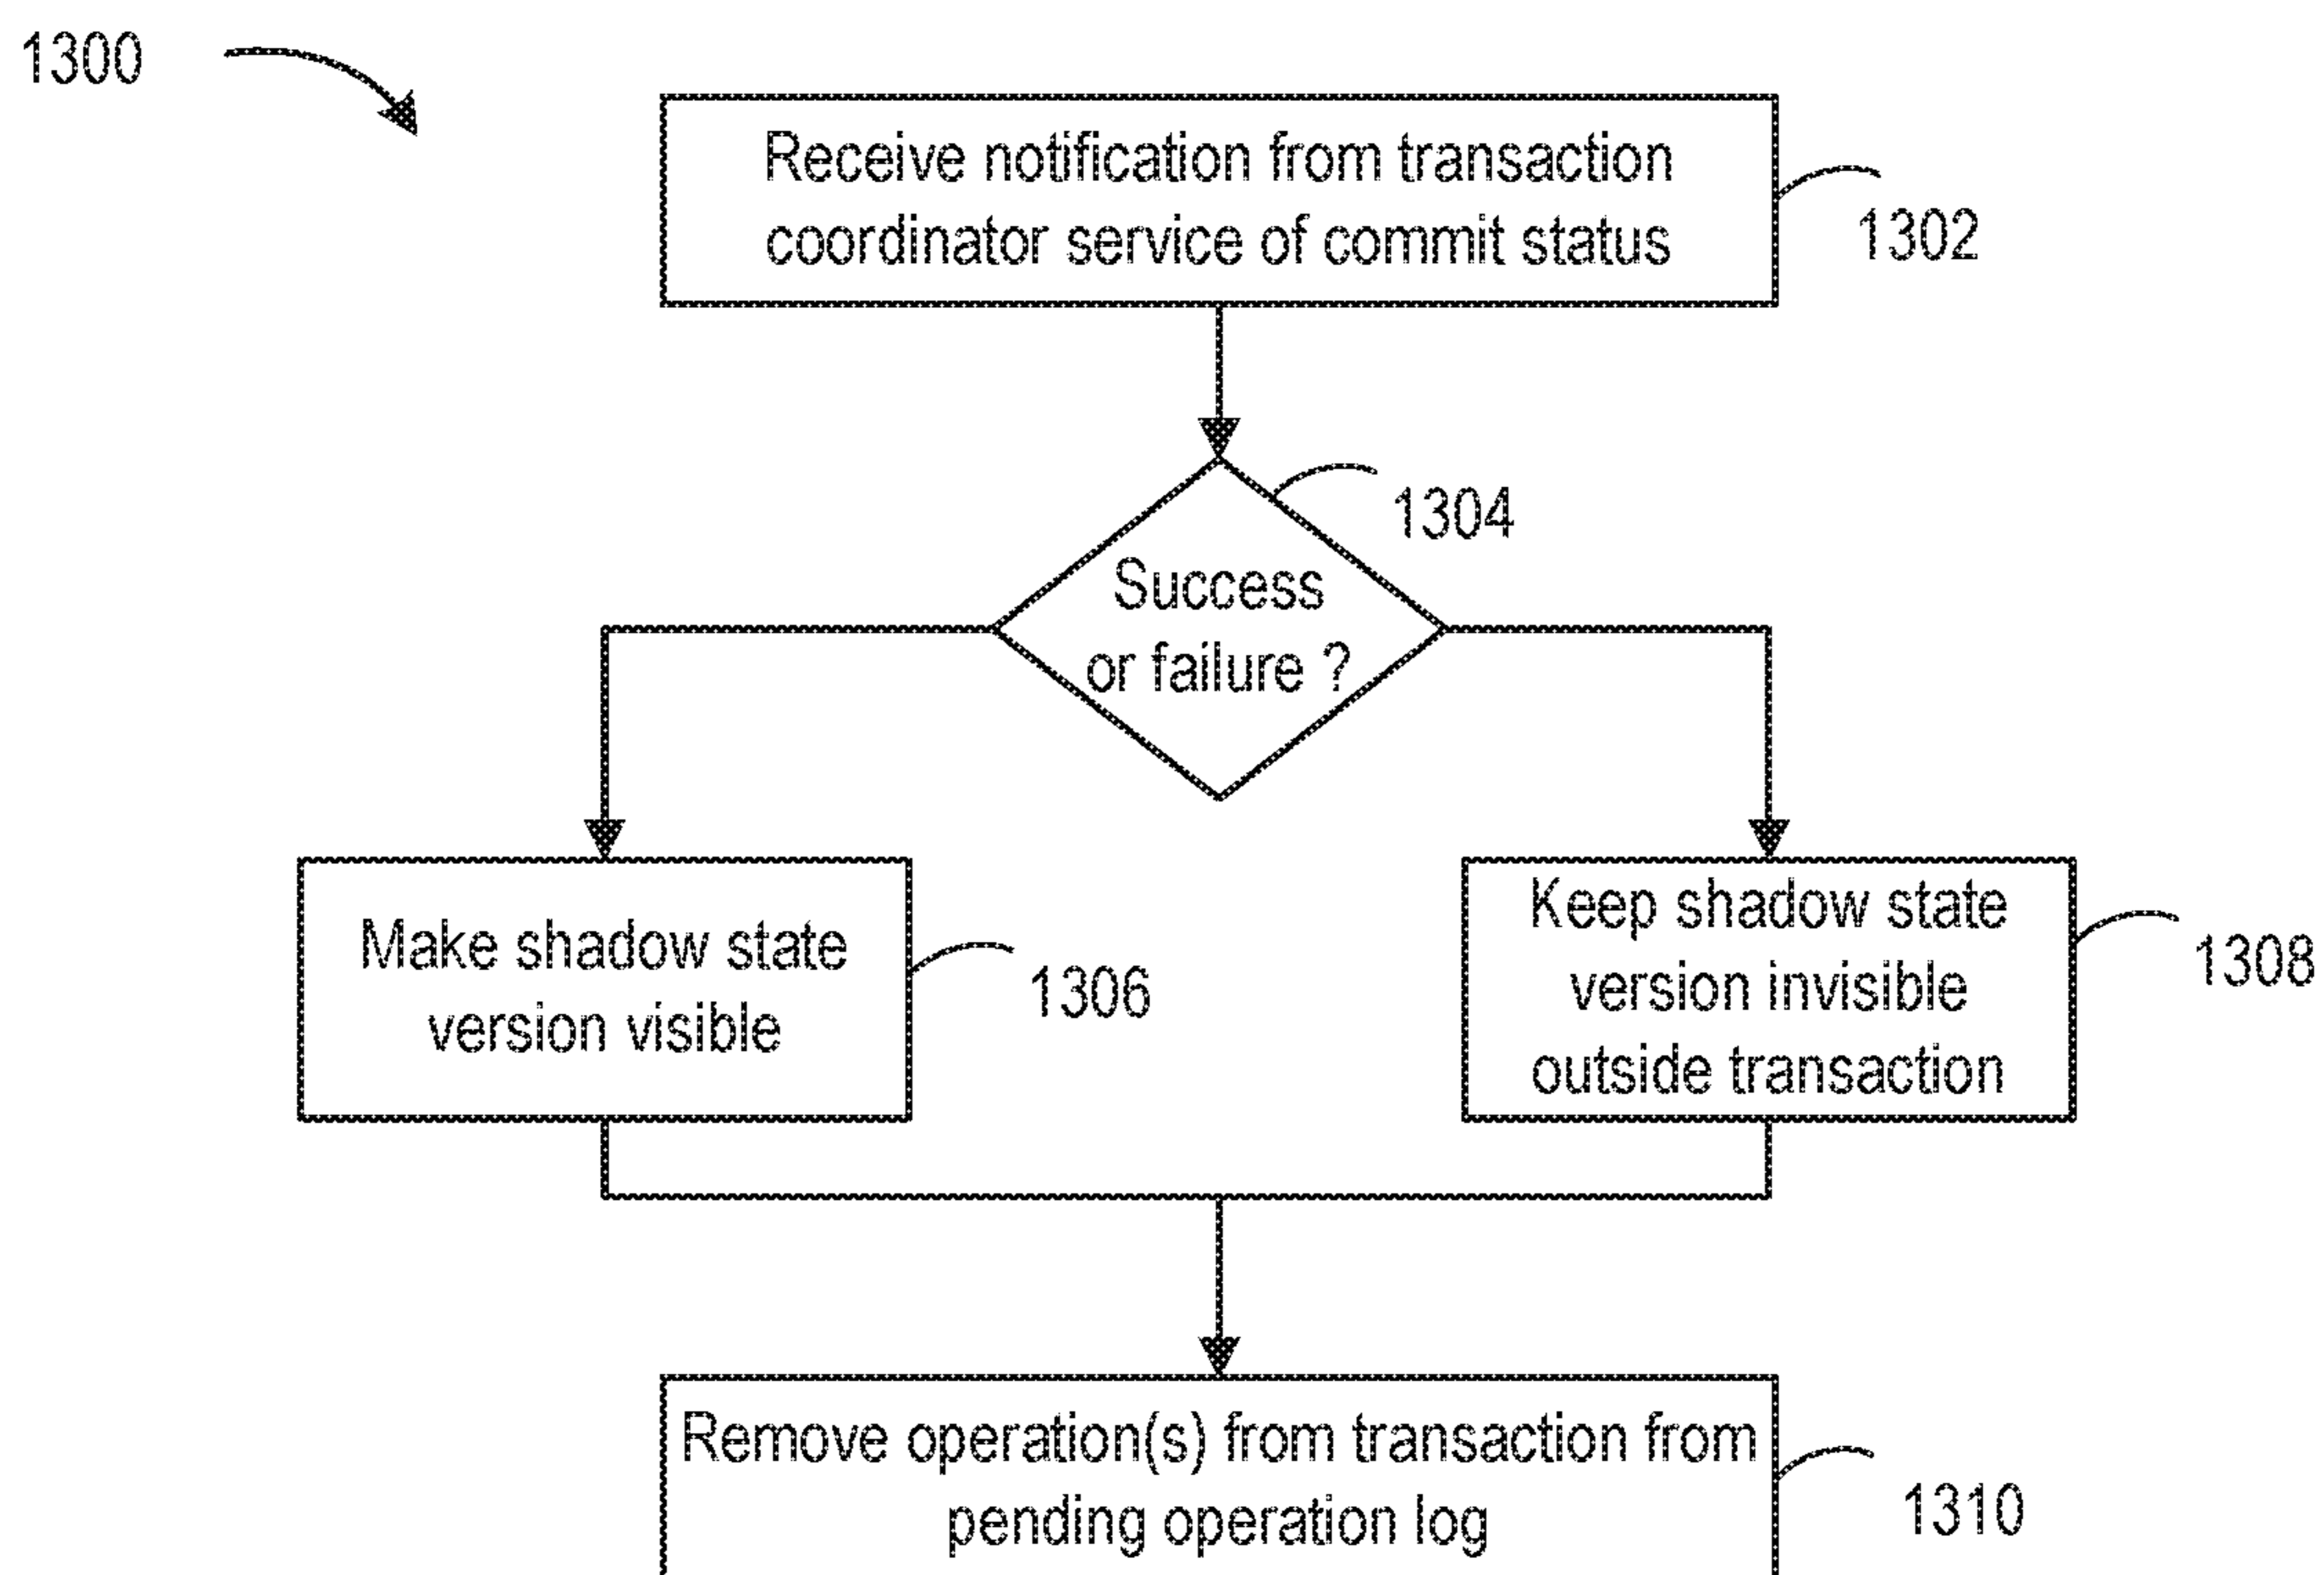 1300
Receive notification from transaction
coordinator service of commit status
1302
1304
Success
or failure ?
Make shadow state
version visible
1306
Keep shadow state
version invisible
outside transaction
1308
Remove operation(s) from transaction from
pending operation log
1310